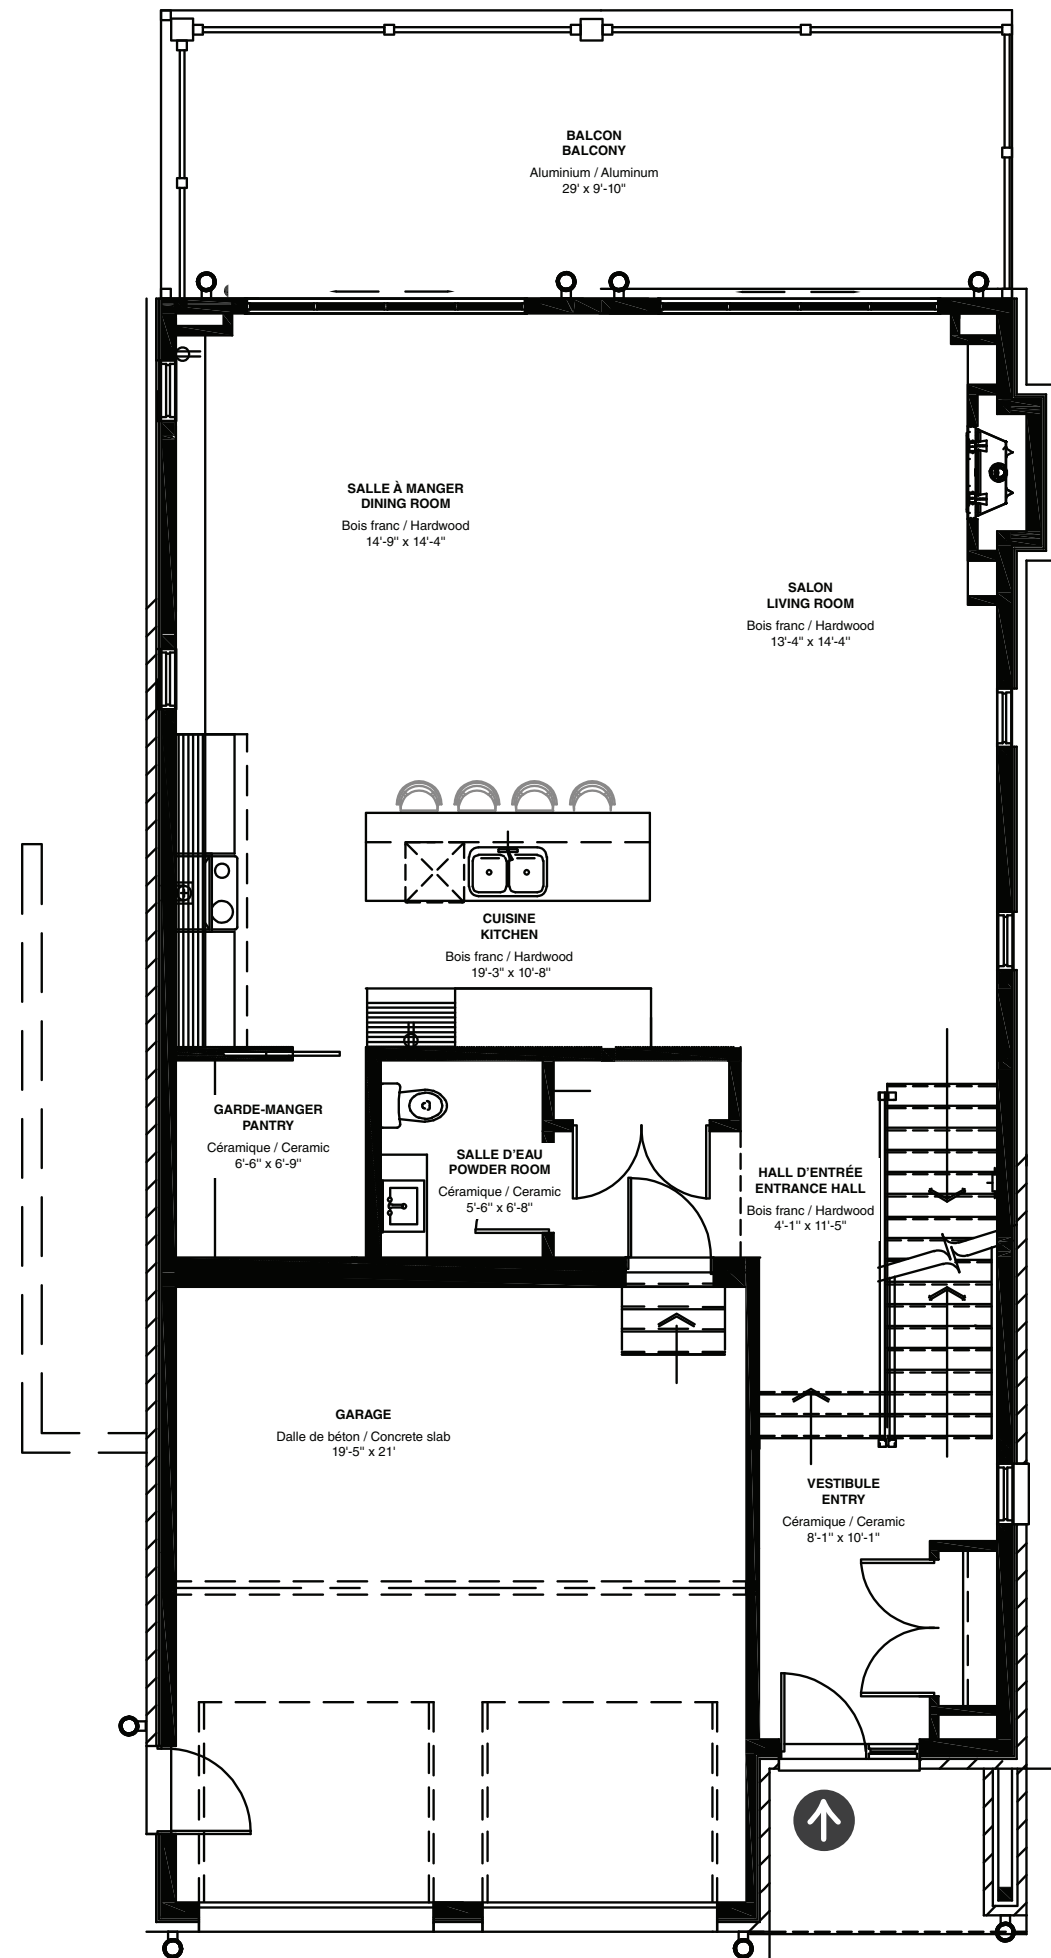 BALCON
BALCONY
Aluminium / Aluminum
29' x 9'-10"
SALLE À MANGER
DINING ROOM
Bois franc / Hardwood
14'-9" x 14'-4"
SALON
LIVING ROOM
Bois franc / Hardwood
13'-4" x 14'-4"
CUISINE
KITCHEN
Bois franc / Hardwood
19'-3" x 10'-8"
GARDE-MANGER
PANTRY
Céramique / Ceramic
6'-6" x 6'-9"
SALLE D'EAU
POWDER ROOM
Céramique / Ceramic
5'-6" x 6'-8"
HALL D'ENTRÉE
ENTRANCE HALL
Bois franc / Hardwood
4'-1" x 11'-5"
GARAGE
Dalle de béton / Concrete slab
19'-5" x 21'
VESTIBULE
ENTRY
Céramique / Ceramic
8'-1" x 10'-1"